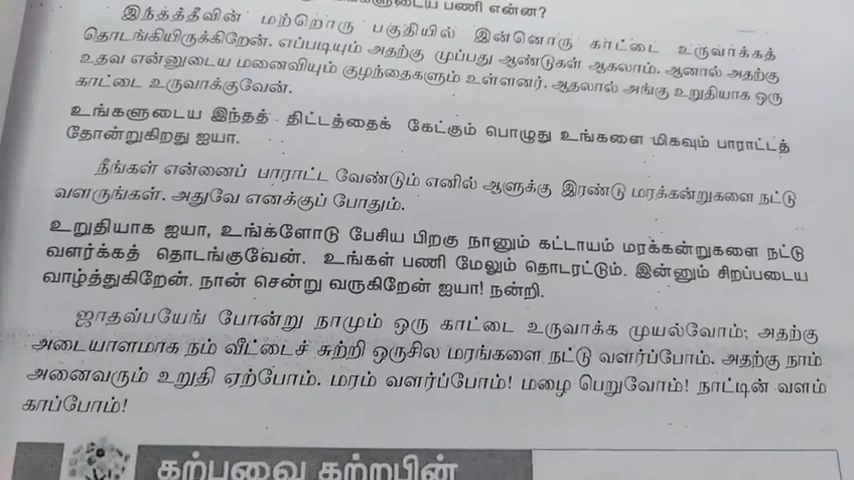 பணி என்ன?
இந்தத்தீவின் மற்றொரு பகுதியில் இன்னொரு காட்டை உருவாக்கத்
தொடங்கியிருக்கிறேன். எப்படியும் அதற்கு முப்பது ஆண்டுகள் ஆகலாம். ஆனால் அதற்கு
உதவ என்னுடைய மனைவியும் குழந்தைகளும் உள்ளனர். ஆதலால் அங்கு உறுதியாக ஒரு
காட்டை உருவாக்குவேன்.
உங்களுடைய இந்தத் திட்டத்தைக் கேட்கும் பொழுது உங்களை மிகவும் பாராட்டத்
தோன்றுகிறது ஐயா.
நீங்கள் என்னைப் பாராட்ட வேண்டும் எனில் ஆளுக்கு இரண்டு மரக்கன்றுகளை நட்டு
வளருங்கள். அதுவே எனக்குப் போதும்.
உறுதியாக ஐயா, உங்களோடு பேசிய பிறகு நானும் கட்டாயம் மரக்கன்றுகளை நட்டு
வளர்க்கத் தொடங்குவேன். உங்கள் பணி மேலும் தொடரட்டும். இன்னும் சிறப்படைய
வாழ்த்துகிறேன். நான் சென்று வருகிறேன் ஐயா! நன்றி.
ஜாதவ்பயேங் போன்று நாமும் ஒரு காட்டை உருவாக்க முயல்வோம்; அதற்கு
அடையாளமாக நம் வீட்டைச் சுற்றி ஒருசில மரங்களை நட்டு வளர்ப்போம். அதற்கு நாம்
அனைவரும் உறுதி ஏற்போம். மரம் வளர்ப்போம்! மழை பெறுவோம்! நாட்டின் வளம்
காப்போம்!
கற்பவை கற்றபின்